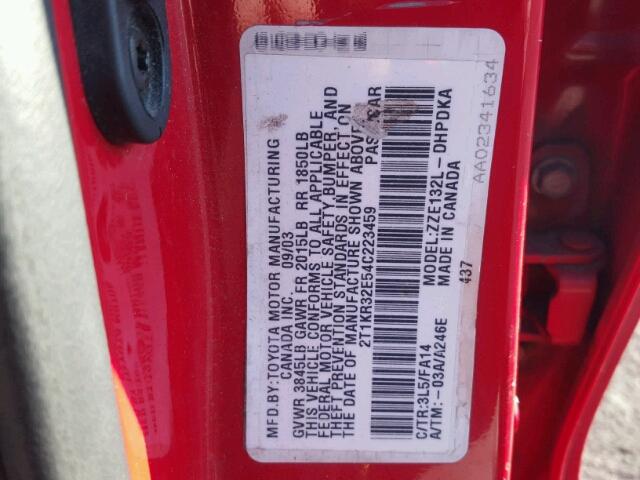 MFD.BY:TOYOTA MOTOR MANUFACTURING
CANADA INC. 09/03
GVWR 3845LB GAWR FR 2015LB RR 1850LB
THIS VEHICLE CONFORMS TO ALL APPLICABLE
FEDERAL MOTOR VEHICLE SAFETY, BUMPER, AND
THEFT PREVENTION STANDARDS IN EFFECT ON
THE DATE OF MANUFACTURE SHOWN ABOVE.
2T1KR32E54C223459 PAS CAR
C/TR:3L5/FA14 MODEL:ZZE132L-DHPDKA
A/TM:-03A/A246E MADE IN CANADA
437
AA02341634